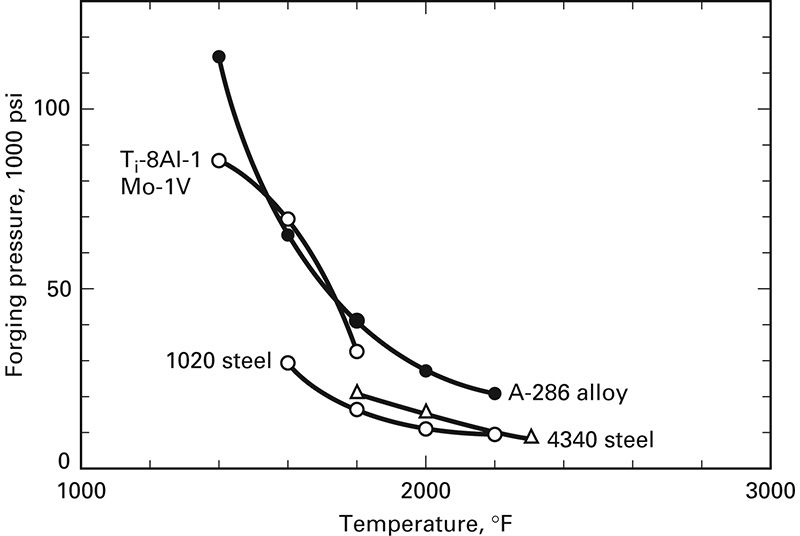 Forging pressure, 1000 psi
100
50
0
Ti-8Al-1
Mo-1V
1020 steel
A-286 alloy
4340 steel
1000
2000
3000
Temperature, °F